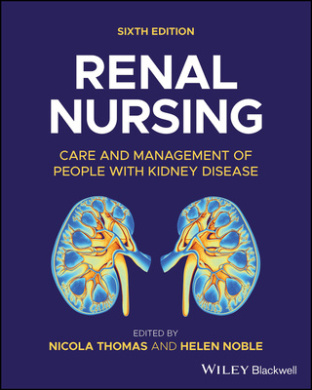 SIXTH EDITION
RENAL
NURSING
CARE AND MANAGEMENT OF
PEOPLE WITH KIDNEY DISEASE
EDITED BY
NICOLA THOMAS AND HELEN NOBLE
WILEY Blackwell